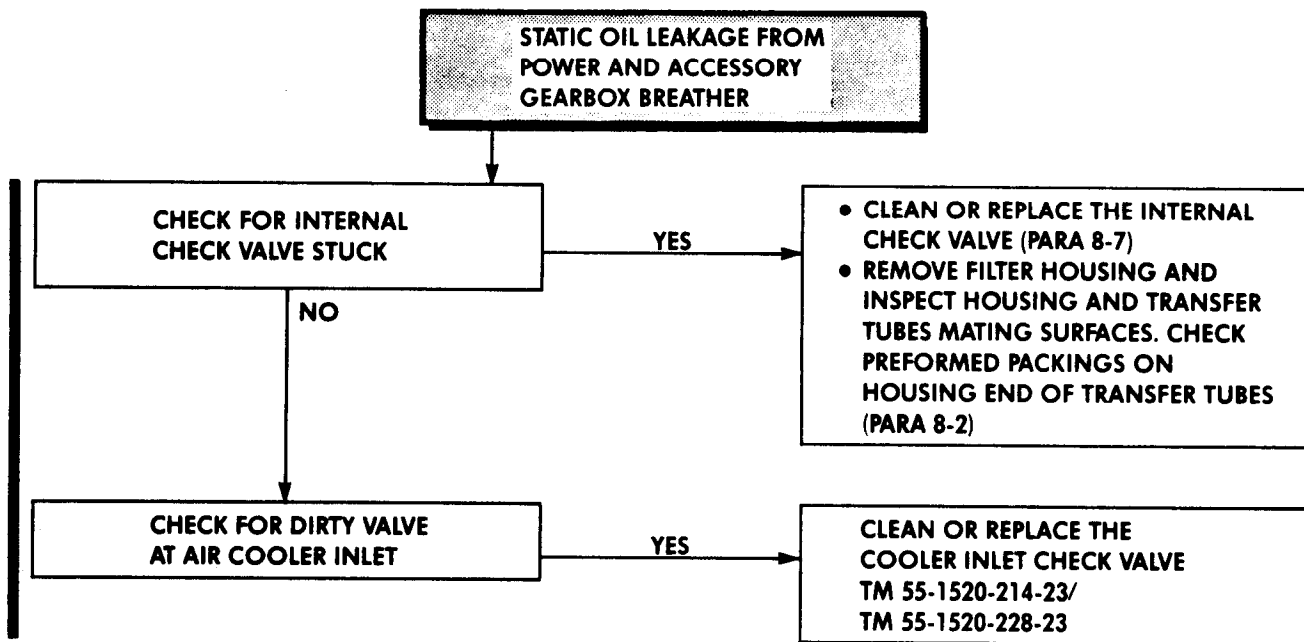 STATIC OIL LEAKAGE FROM
POWER AND ACCESSORY
GEARBOX BREATHER
CHECK FOR INTERNAL
CHECK VALVE STUCK
YES
• CLEAN OR REPLACE THE INTERNAL
CHECK VALVE (PARA 8-7)
• REMOVE FILTER HOUSING AND
INSPECT HOUSING AND TRANSFER
TUBES MATING SURFACES. CHECK
PREFORMED PACKINGS ON
HOUSING END OF TRANSFER TUBES
(PARA 8-2)
NO
CHECK FOR DIRTY VALVE
AT AIR COOLER INLET
YES
CLEAN OR REPLACE THE
COOLER INLET CHECK VALVE
TM 55-1520-214-23/
TM 55-1520-228-23